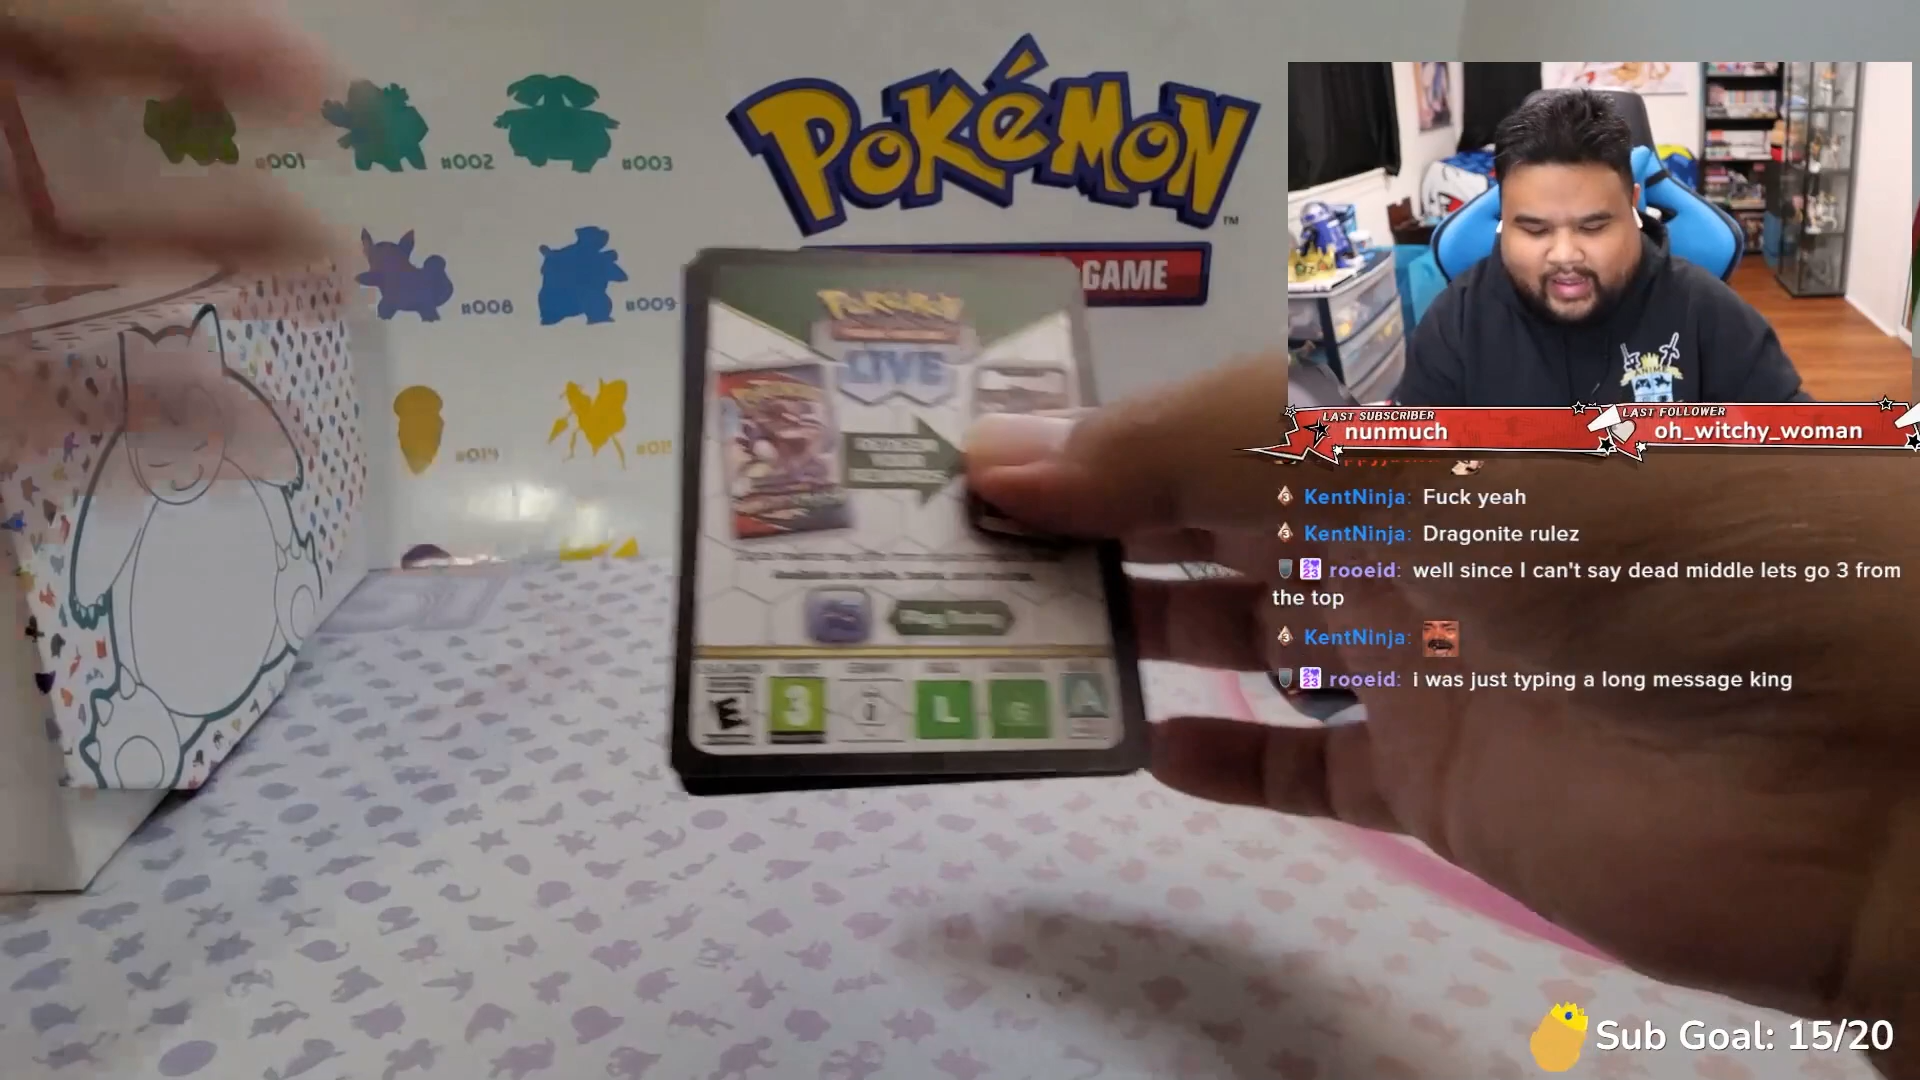 #001
#002
#003
POKéMON
™
#008
#009
GAME
#014
POKéMON
LIVE
E
3
L
G
A
LAST SUBSCRIBER
nunmuch
LAST FOLLOWER
oh_witchy_woman
KentNinja: Fuck yeah
KentNinja: Dragonite rulez
rooeid: well since I can't say dead middle lets go 3 from
the top
KentNinja:
rooeid: i was just typing a long message king
Sub Goal: 15/20